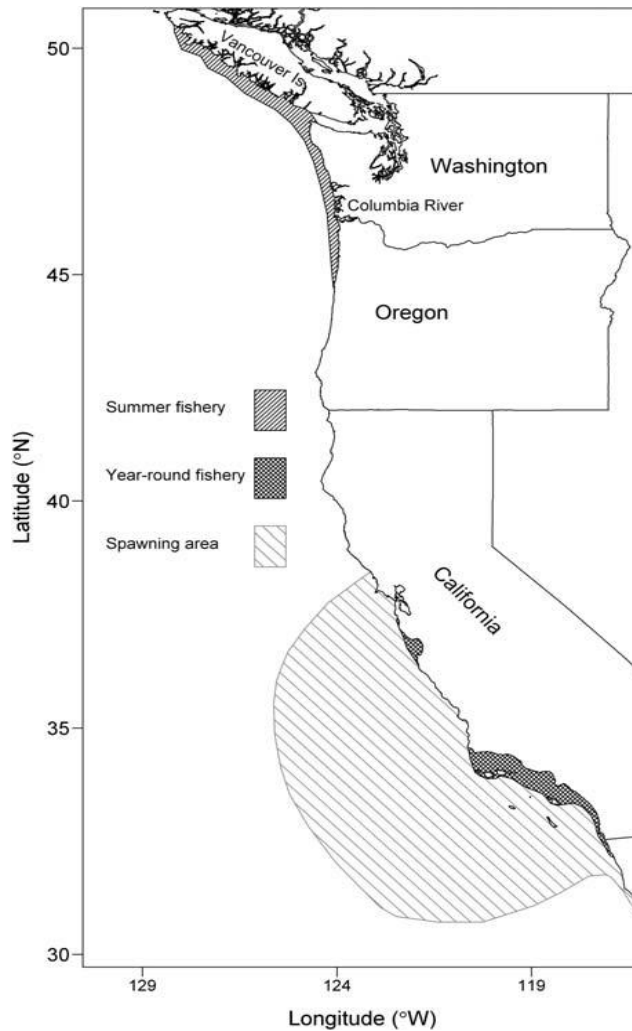 50
Vancouver Is
Washington
Columbia River
45
Oregon
Summer fishery
Year-round fishery
40
Spawning area
California
35
30
129
124
119
Latitude (°N)
Longitude (°W)